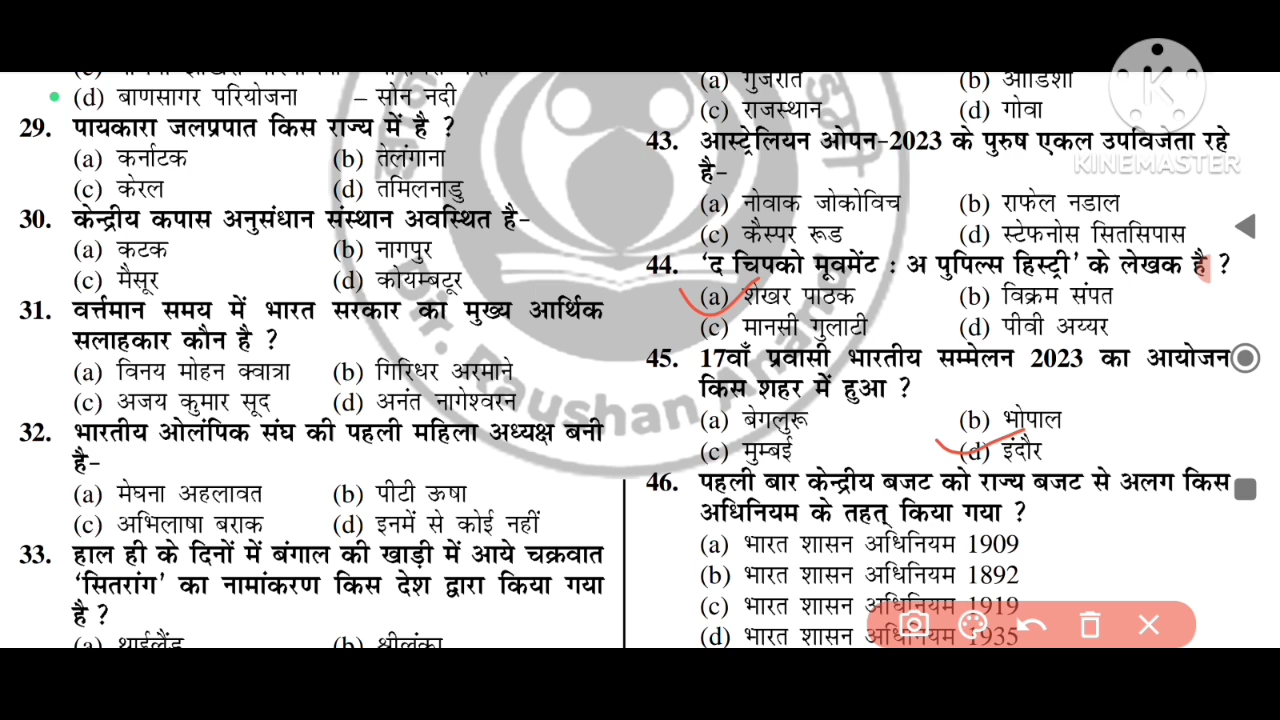 (d) बाणसागर परियोजना – सोन नदी
29. पायकारा जलप्रपात किस राज्य में है ?
(a) कर्नाटक (b) तेलंगाना
(c) केरल (d) तमिलनाडु
30. केन्द्रीय कपास अनुसंधान संस्थान अवस्थित है-
(a) कटक (b) नागपुर
(c) मैसूर (d) कोयम्बटूर
31. वर्त्तमान समय में भारत सरकार का मुख्य आर्थिक
सलाहकार कौन है ?
(a) विनय मोहन क्वात्रा (b) गिरिधर अरमाने
(c) अजय कुमार सूद (d) अनंत नागेश्वरन
32. भारतीय ओलंपिक संघ की पहली महिला अध्यक्ष बनी
है-
(a) मेघना अहलावत (b) पीटी ऊषा
(c) अभिलाषा बराक (d) इनमें से कोई नहीं
33. हाल ही के दिनों में बंगाल की खाड़ी में आये चक्रवात
‘सितरांग’ का नामांकरण किस देश द्वारा किया गया
है ?
(a) थाईलैंड (b) श्रीलंका
(a) गुजरात (b) ओडिशा
(c) राजस्थान (d) गोवा
43. आस्ट्रेलियन ओपन-2023 के पुरुष एकल उपविजेता रहे
है-
(a) नोवाक जोकोविच (b) राफेल नडाल
(c) कैस्पर रूड (d) स्टेफनोस सितसिपास
44. ‘द चिपको मूवमेंट : अ पुपिल्स हिस्ट्री’ के लेखक है ?
(a) शेखर पाठक (b) विक्रम संपत
(c) मानसी गुलाटी (d) पीवी अय्यर
45. 17वाँ प्रवासी भारतीय सम्मेलन 2023 का आयोजन
किस शहर में हुआ ?
(a) बेगलुरू (b) भोपाल
(c) मुम्बई (d) इंदौर
46. पहली बार केन्द्रीय बजट को राज्य बजट से अलग किस
अधिनियम के तहत् किया गया ?
(a) भारत शासन अधिनियम 1909
(b) भारत शासन अधिनियम 1892
(c) भारत शासन अधिनियम 1919
(d) भारत शासन अधिनियम 1935
K
KINEMASTER
Dr. Raushan Anand